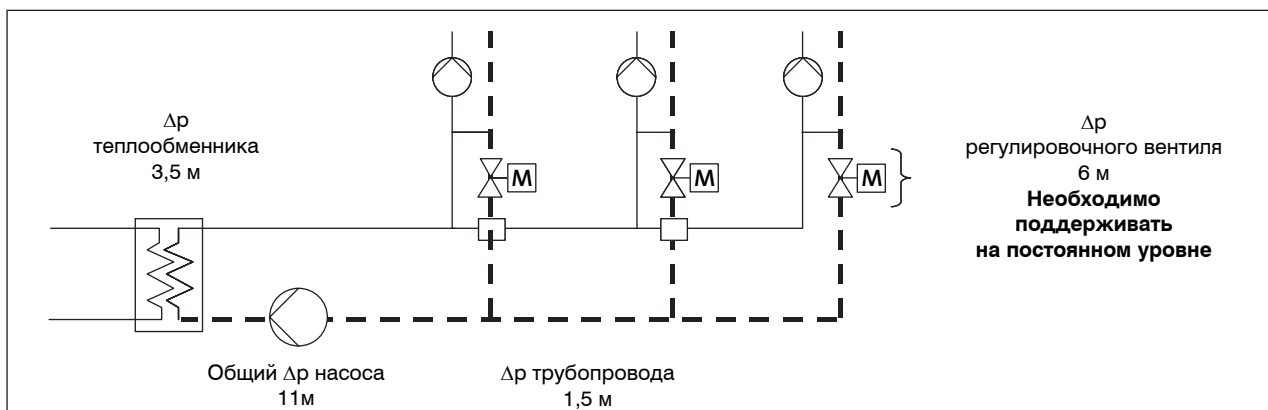 Δp
теплообменника
3,5 м
M
M
M
Δp
регулировочного вентиля
6 м
Необходимо
поддерживать
на постоянном уровне
Общий Δp насоса
11м
Δp трубопровода
1,5 м